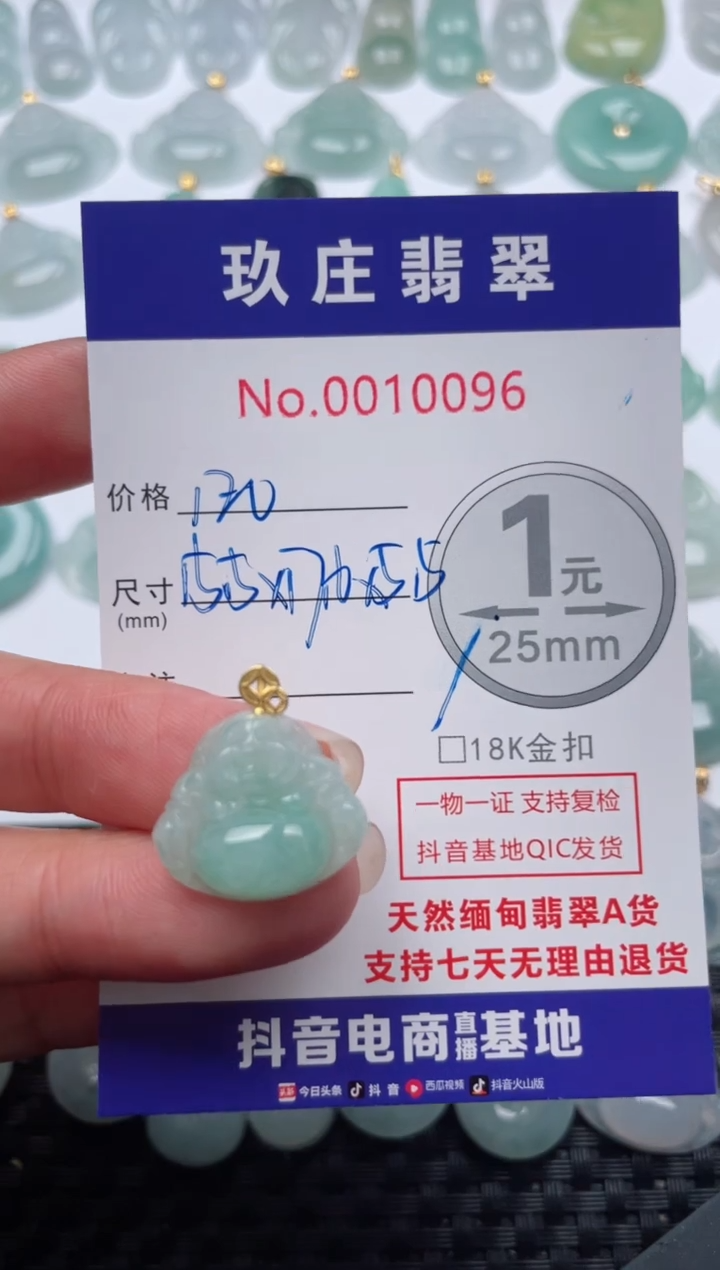 玖庄翡翠
No.0010096
价格 170
尺寸
(mm)
1元
25mm
18K金扣
一物一证 支持复检
抖音基地QIC发货
天然缅甸翡翠A货
支持七天无理由退货
抖音电商直播基地
今日头条 抖音 西瓜视频 抖音火山版